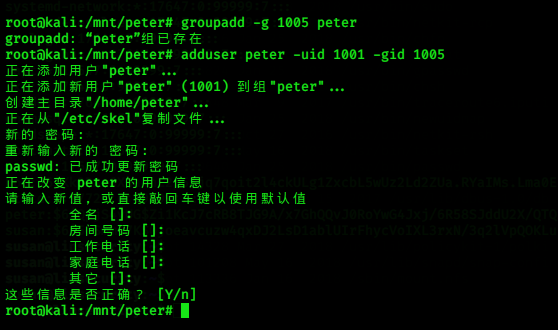 root@kali:/mnt/peter# groupadd -g 1005 peter
groupadd: “peter”组已存在
root@kali:/mnt/peter# adduser peter -uid 1001 -gid 1005
正在添加用户"peter"...
正在添加新用户"peter" (1001) 到组"peter"...
创建主目录"/home/peter"...
正在从"/etc/skel"复制文件...
新的 密码:
重新输入新的 密码:
passwd: 已成功更新密码
正在改变 peter 的用户信息
请输入新值, 或直接敲回车键以使用默认值
全名 []:
房间号码 []:
工作电话 []:
家庭电话 []:
其它 []:
这些信息是否正确? [Y/n]
root@kali:/mnt/peter#